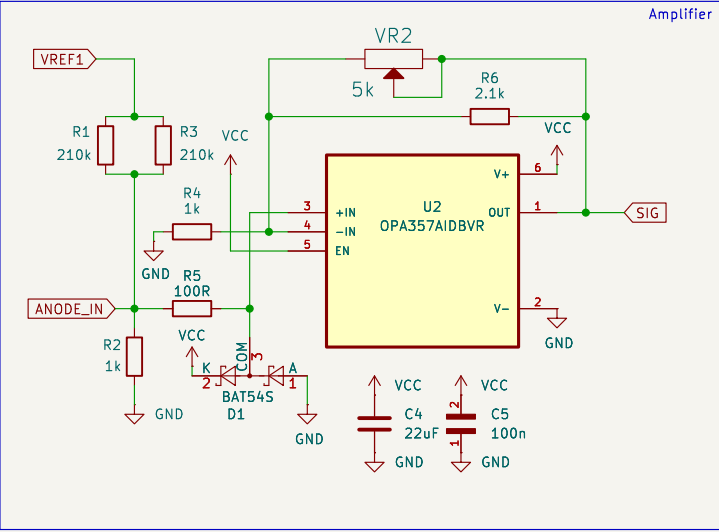 Amplifier
VREF1
VR2
5k
R6
2.1k
R1
210k
R3
210k
VCC
VCC
R4
1k
GND
U2
OPA357AIDBVR
3
+IN
4
-IN
5
EN
V+
6
OUT
1
V-
2
SIG
GND
R5
100R
ANODE_IN
R2
1k
VCC
K
2
COM
3
A
1
BAT54S
D1
GND
GND
VCC
C4
22uF
GND
VCC
2
C5
100n
1
GND